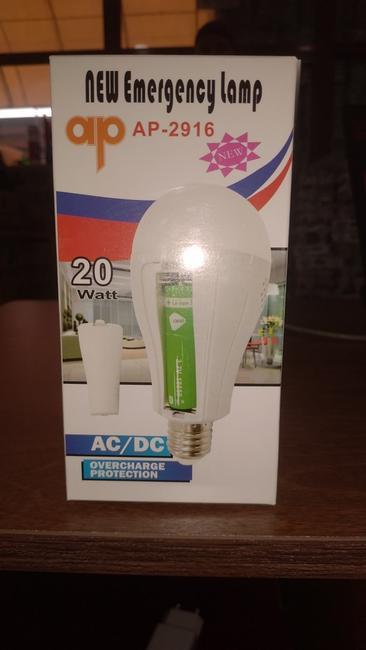 NEW Emergency Lamp
ap AP-2916
NEW
20
Watt
AC/DC
OVERCHARGE
PROTECTION